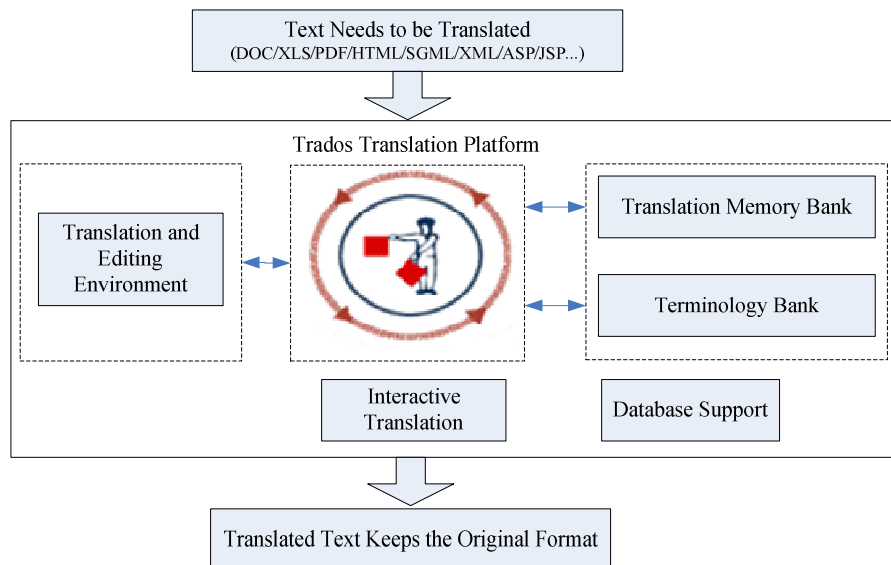 Text Needs to be Translated
(DOC/XLS/PDF/HTML/SGML/XML/ASP/JSP...)
Trados Translation Platform
Translation and
Editing
Environment
Translation Memory Bank
Terminology Bank
Interactive
Translation
Database Support
Translated Text Keeps the Original Format